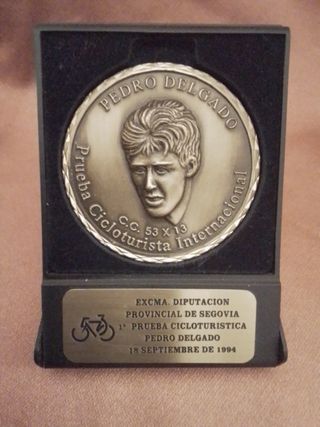 PEDRO DELGADO
C.C. 53 x 13
Prueba Cicloturista Internacional
EXCMA. DIPUTACION
PROVINCIAL DE SEGOVIA
1ª PRUEBA CICLOTURISTICA
PEDRO DELGADO
18 SEPTIEMBRE DE 1994